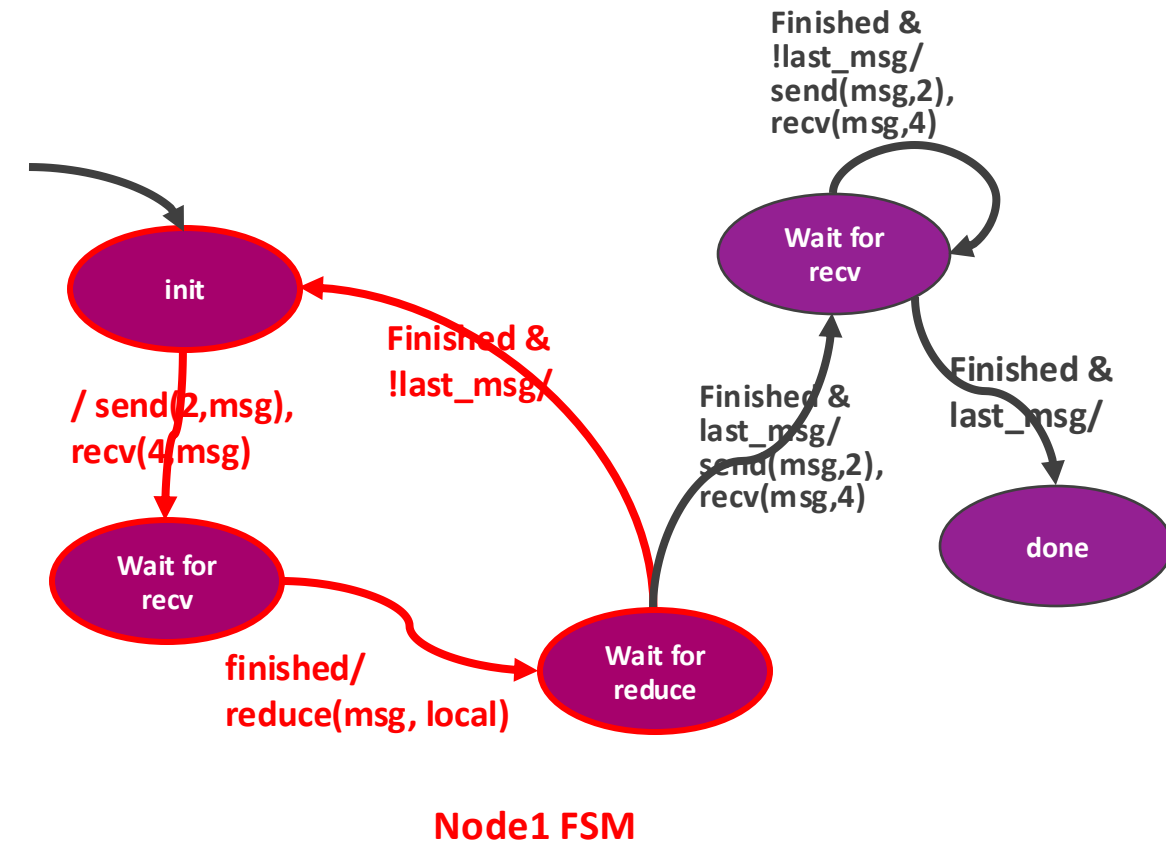 Finished &
!last_msg/
send(msg,2),
recv(msg,4)
Wait for
recv
init
Finished &
!last_msg/
/ send(2,msg),
recv(4,msg)
Finished &
last_msg/
send(msg,2),
recv(msg,4)
Finished &
last_msg/
Wait for
recv
done
finished/
reduce(msg, local)
Wait for
reduce
Node1 FSM